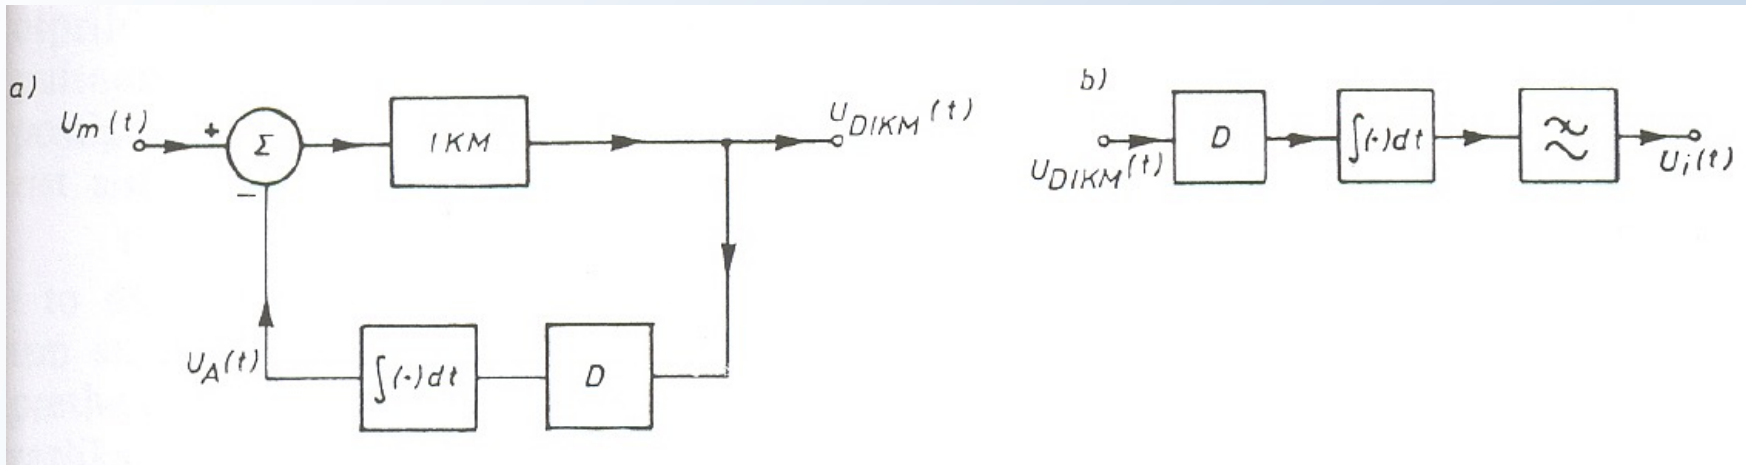 a)
Um(t)
+
Σ
−
IKM
UDIKM(t)
UA(t)
∫(·)dt
D
b)
UDIKM(t)
D
∫(·)dt
Ui(t)